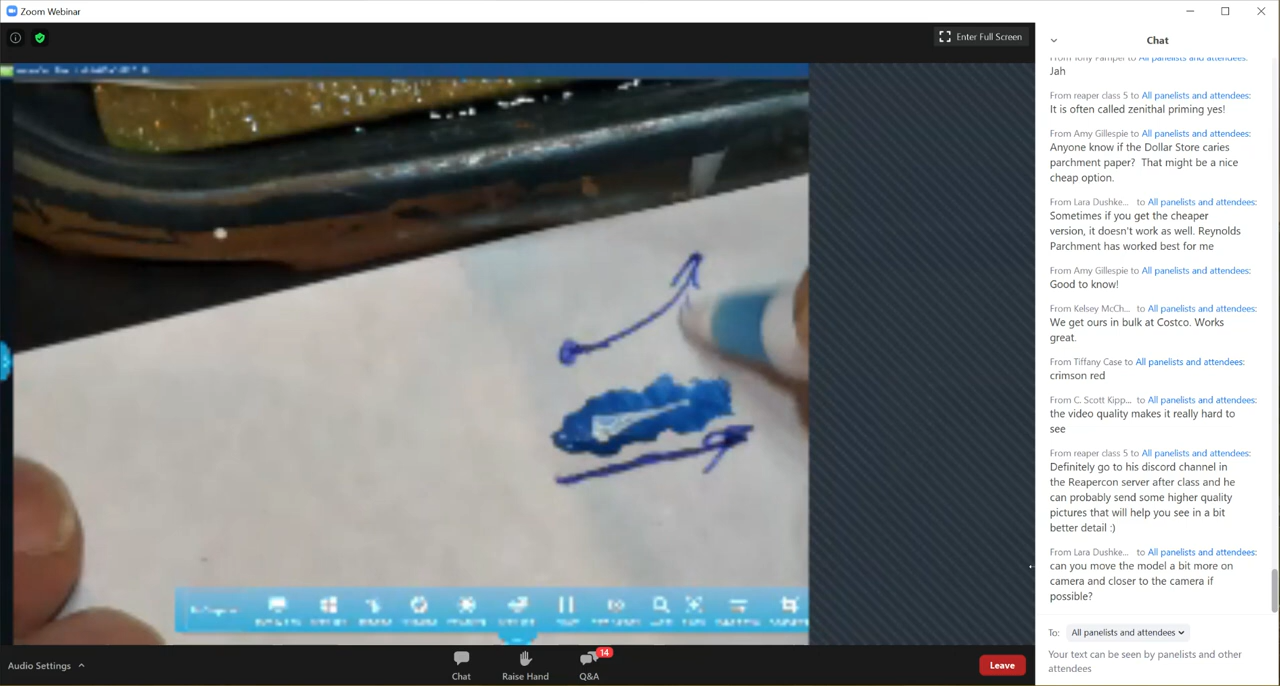 Zoom Webinar
Enter Full Screen
Chat
From Tony Pamper to All panelists and attendees:
Jah
From reaper class 5 to All panelists and attendees:
It is often called zenithal priming yes!
From Amy Gillespie to All panelists and attendees:
Anyone know if the Dollar Store caries
parchment paper? That might be a nice
cheap option.
From Lara Dushke... to All panelists and attendees:
Sometimes if you get the cheaper
version, it doesn't work as well. Reynolds
Parchment has worked best for me
From Amy Gillespie to All panelists and attendees:
Good to know!
From Kelsey McCh... to All panelists and attendees:
We get ours in bulk at Costco. Works
great.
From Tiffany Case to All panelists and attendees:
crimson red
From C. Scott Kipp... to All panelists and attendees:
the video quality makes it really hard to
see
From reaper class 5 to All panelists and attendees:
Definitely go to his discord channel in
the Reapercon server after class and he
can probably send some higher quality
pictures that will help you see in a bit
better detail :)
From Lara Dushke... to All panelists and attendees:
can you move the model a bit more on
camera and closer to the camera if
possible?
To: All panelists and attendees
Your text can be seen by panelists and other
attendees
Audio Settings
Chat
Raise Hand
14
Q&A
Leave